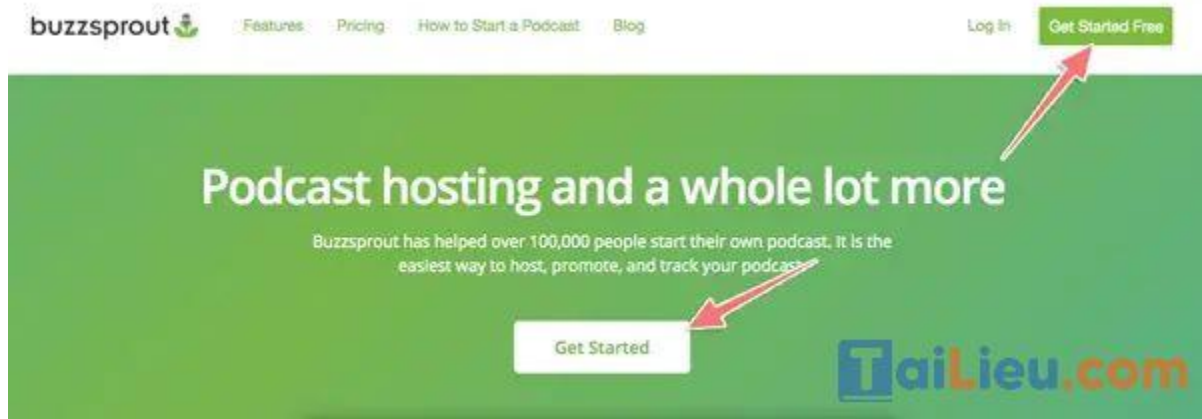 buzzsprout Features Pricing How to Start a Podcast Blog Log In Get Started Free
Podcast hosting and a whole lot more
Buzzsprout has helped over 100,000 people start their own podcast. It is the
easiest way to host, promote, and track your podcast
Get Started
TaiLieu.com